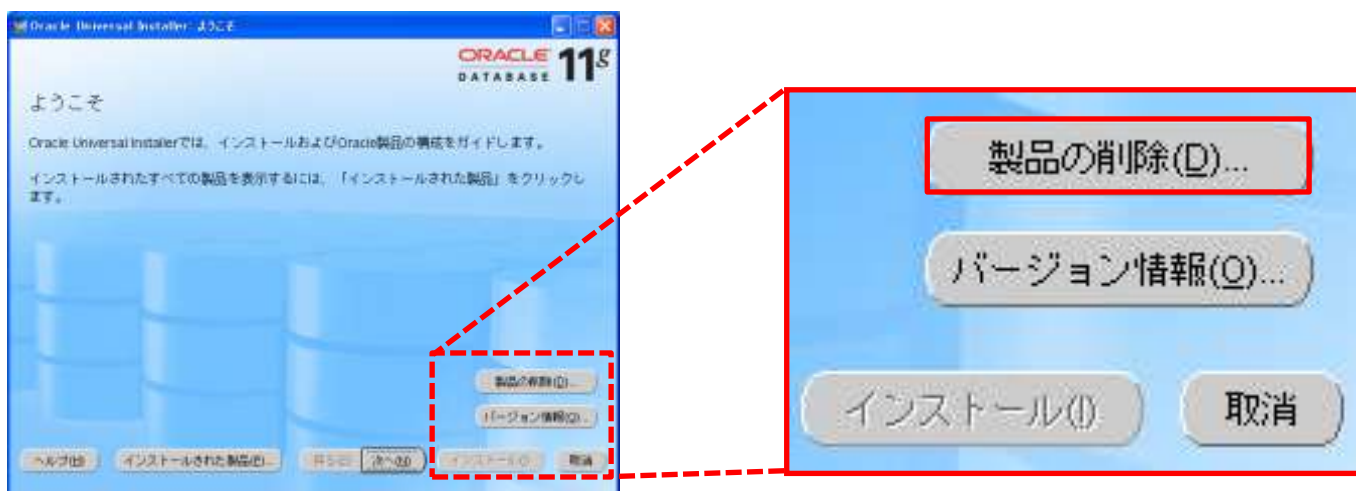 Oracle Universal Installer: ようこそ
ORACLE 11g
DATABASE
ようこそ
Oracle Universal Installerでは、インストールおよびOracle製品の構成をガイドします。
インストールされたすべての製品を表示するには、「インストールされた製品」をクリックし
ます。
製品の削除(D)...
バージョン情報(O)...
ヘルプ(H) インストールされた製品(P)... 戻る(B) 次へ(N) インストール(I) 取消
製品の削除(D)...
バージョン情報(O)...
インストール(I) 取消